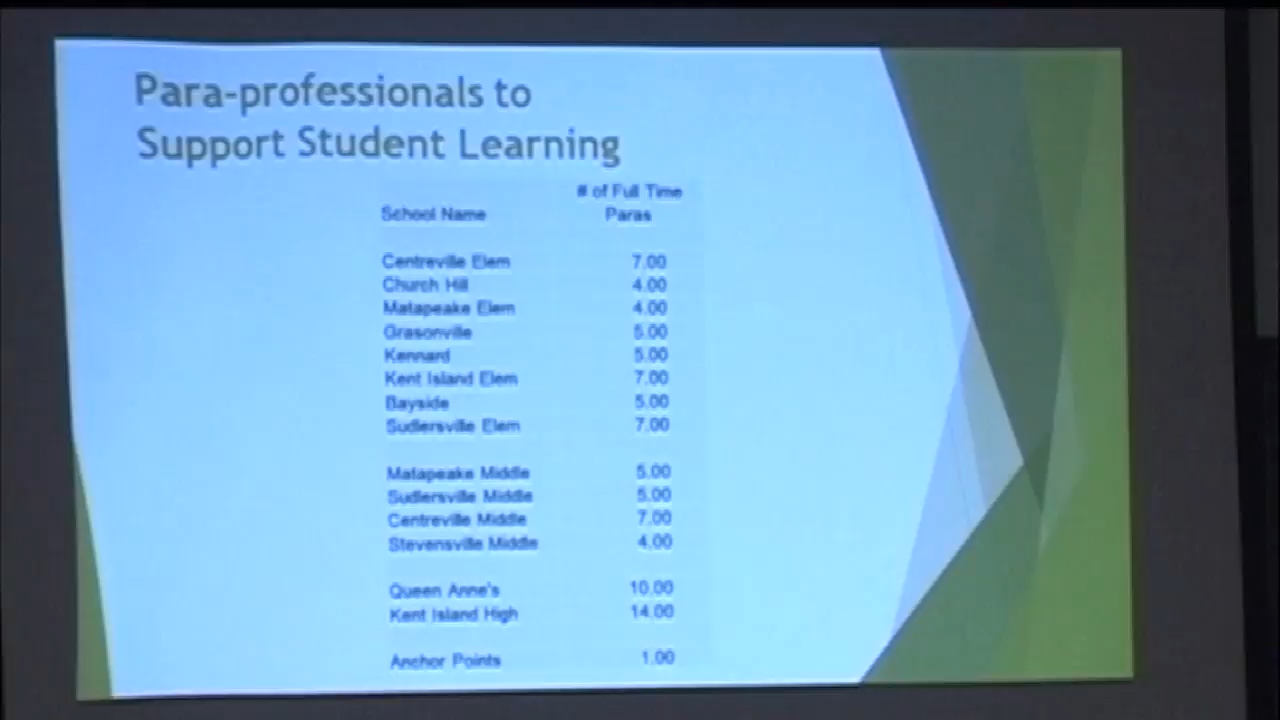 Para-professionals to
Support Student Learning
# of Full Time
School Name Paras
Centreville Elem 7.00
Church Hill 4.00
Matapeake Elem 4.00
Grasonville 5.00
Kennard 5.00
Kent Island Elem 7.00
Bayside 5.00
Sudlersville Elem 7.00
Matapeake Middle 5.00
Sudlersville Middle 5.00
Centreville Middle 7.00
Stevensville Middle 4.00
Queen Anne's 10.00
Kent Island High 14.00
Anchor Points 1.00